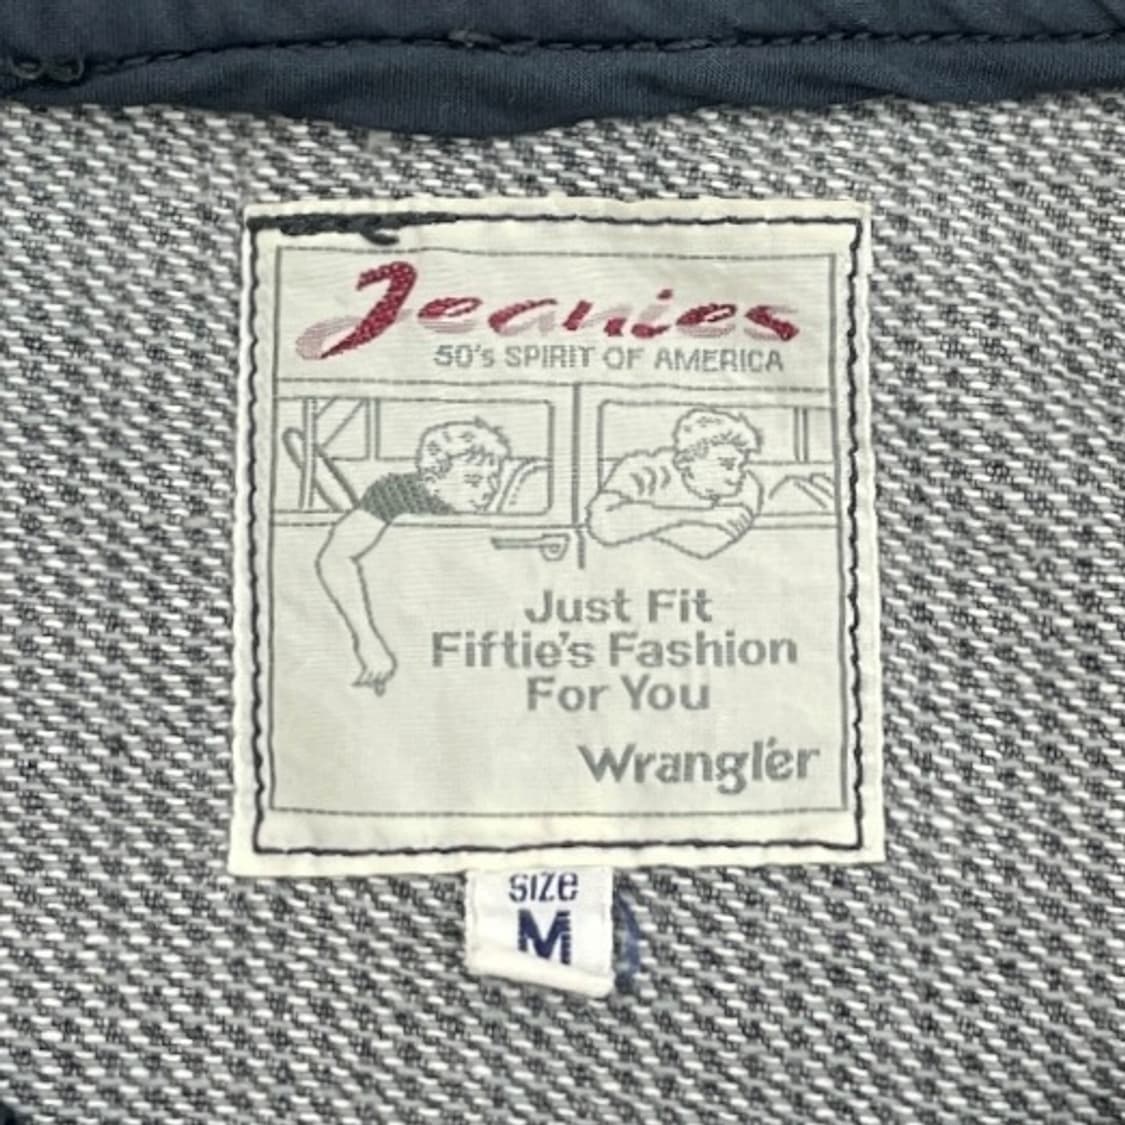 Jeanies
50's SPIRIT OF AMERICA
Just Fit
Fiftie's Fashion
For You
Wrangler
SIZE
M